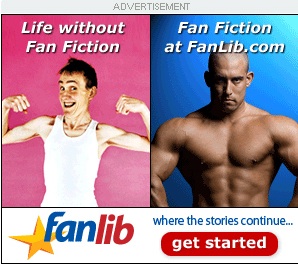 ADVERTISEMENT
Life without
Fan Fiction
Fan Fiction
at FanLib.com
fanlib
where the stories continue...
get started